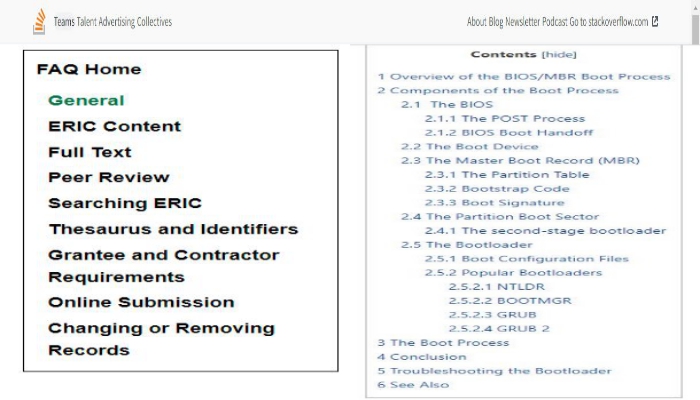 Teams Talent Advertising Collectives
About Blog Newsletter Podcast Go to stackoverflow.com
FAQ Home
General
ERIC Content
Full Text
Peer Review
Searching ERIC
Thesaurus and Identifiers
Grantee and Contractor
Requirements
Online Submission
Changing or Removing
Records
Contents [hide]
1 Overview of the BIOS/MBR Boot Process
2 Components of the Boot Process
2.1 The BIOS
2.1.1 The POST Process
2.1.2 BIOS Boot Handoff
2.2 The Boot Device
2.3 The Master Boot Record (MBR)
2.3.1 The Partition Table
2.3.2 Bootstrap Code
2.3.3 Boot Signature
2.4 The Partition Boot Sector
2.4.1 The second-stage bootloader
2.5 The Bootloader
2.5.1 Boot Configuration Files
2.5.2 Popular Bootloaders
2.5.2.1 NTLDR
2.5.2.2 BOOTMGR
2.5.2.3 GRUB
2.5.2.4 GRUB 2
3 The Boot Process
4 Conclusion
5 Troubleshooting the Bootloader
6 See Also